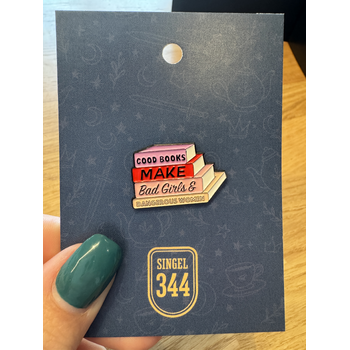 GOOD BOOKS
MAKE
Bad Girls &
DANGEROUS WOMEN
SINGEL
344